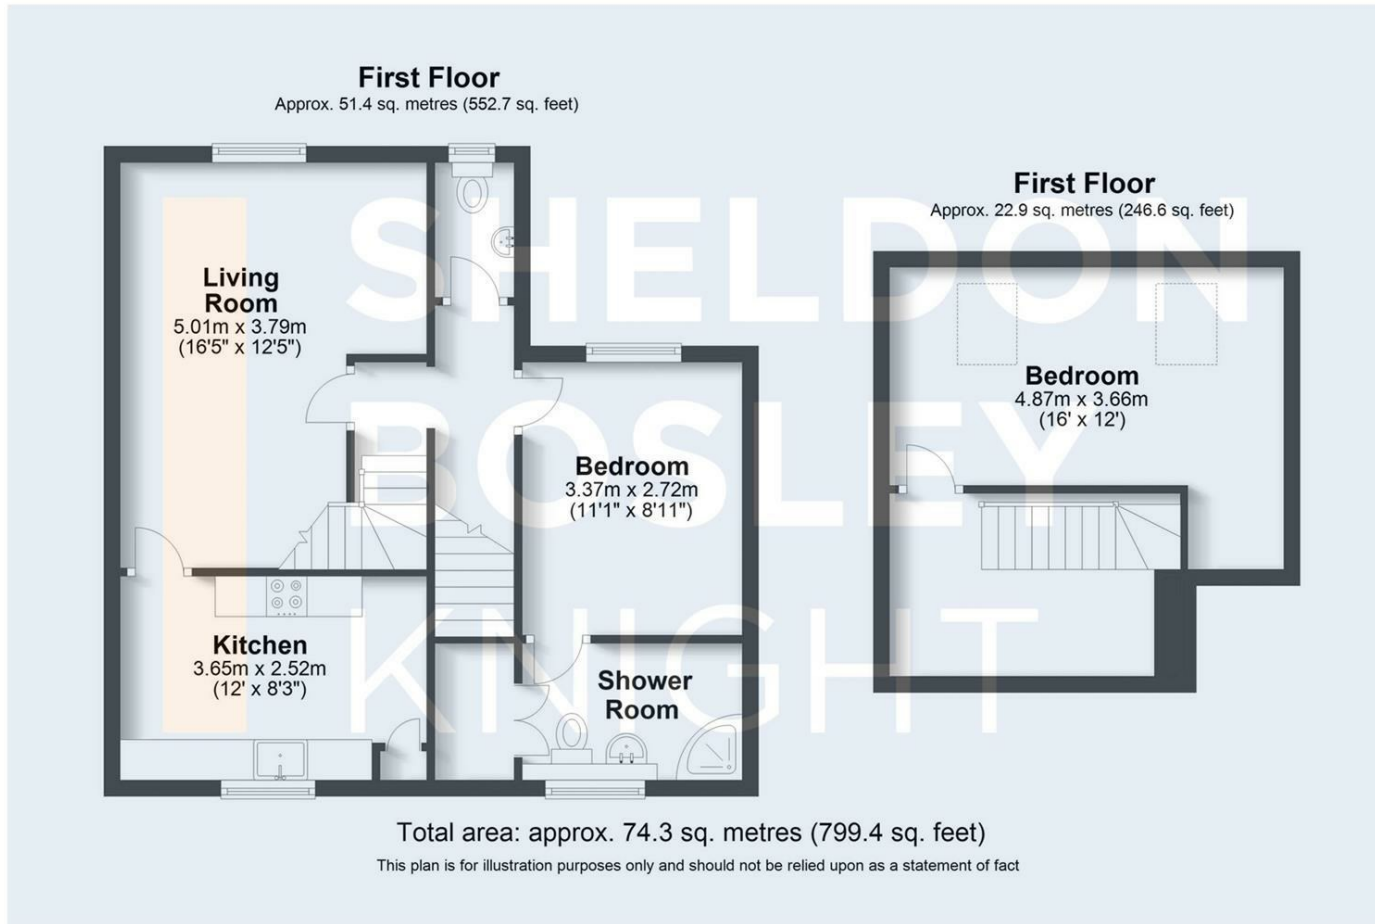 First Floor
Approx. 51.4 sq. metres (552.7 sq. feet)
Living
Room
5.01m x 3.79m
(16'5" x 12'5")
Bedroom
3.37m x 2.72m
(11'1" x 8'11")
Kitchen
3.65m x 2.52m
(12' x 8'3")
Shower
Room
First Floor
Approx. 22.9 sq. metres (246.6 sq. feet)
Bedroom
4.87m x 3.66m
(16' x 12')
SHELDON
BOSLEY
KNIGHT
Total area: approx. 74.3 sq. metres (799.4 sq. feet)
This plan is for illustration purposes only and should not be relied upon as a statement of fact